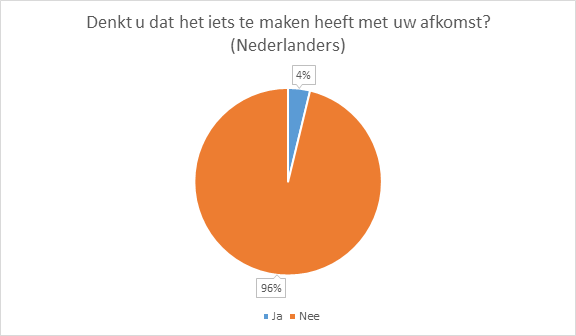 Denkt u dat het iets te maken heeft met uw afkomst?
(Nederlanders)
4%
96%
Ja Nee